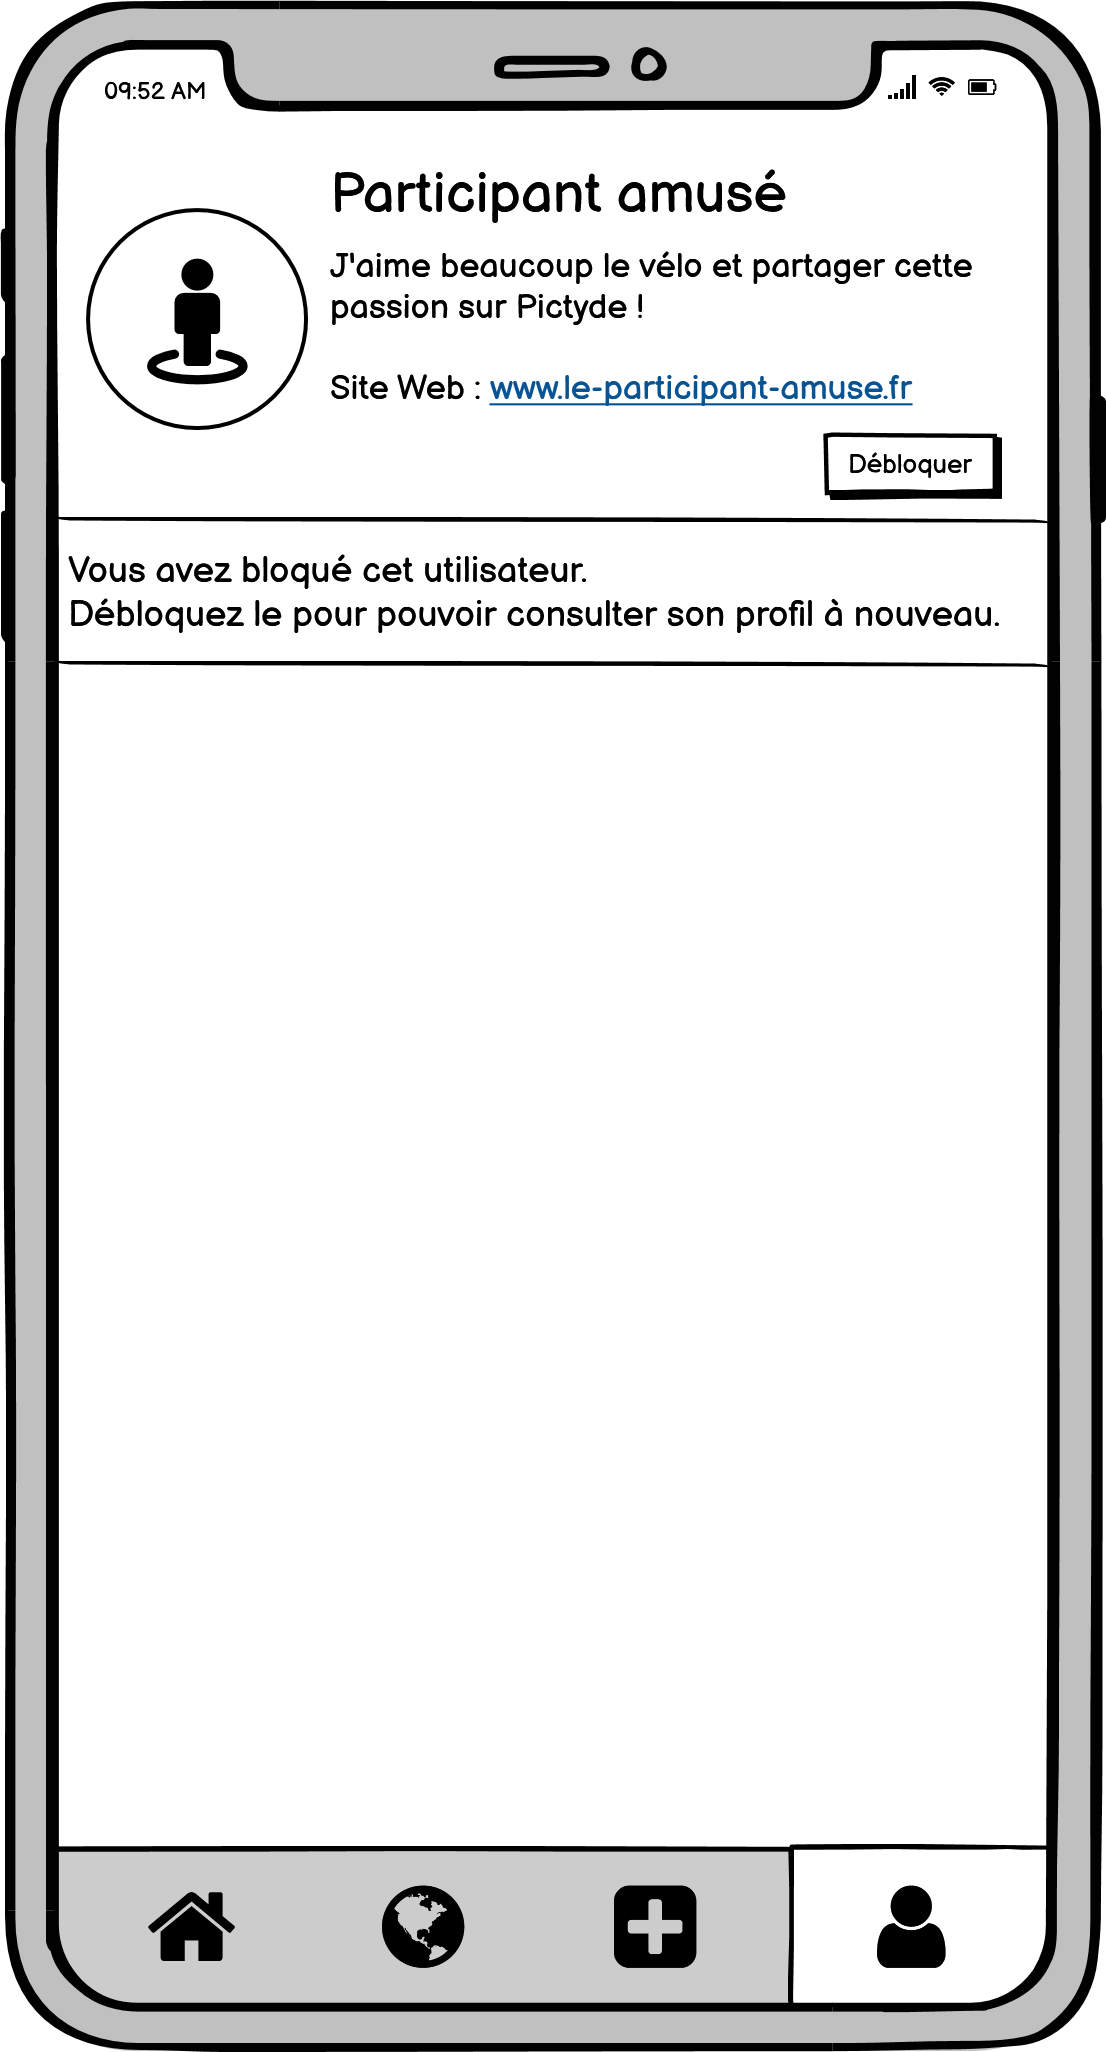 09:52 AM
Participant amusé
J'aime beaucoup le vélo et partager cette
passion sur Pictyde !
Site Web : www.le-participant-amuse.fr
Débloquer
Vous avez bloqué cet utilisateur.
Débloquez le pour pouvoir consulter son profil à nouveau.